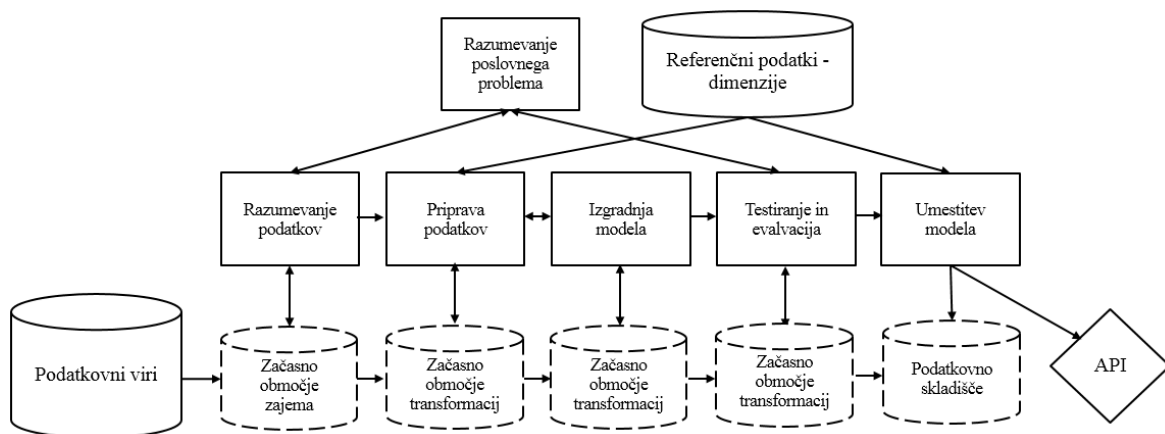 Razumevanje
poslovnega
problema
Referenčni podatki -
dimenzije
Razumevanje
podatkov
Priprava
podatkov
Izgradnja
modela
Testiranje in
evalvacija
Umestitev
modela
Podatkovni viri
Začasno
območje
zajema
Začasno
območje
transformacij
Začasno
območje
transformacij
Začasno
območje
transformacij
Podatkovno
skladišče
API